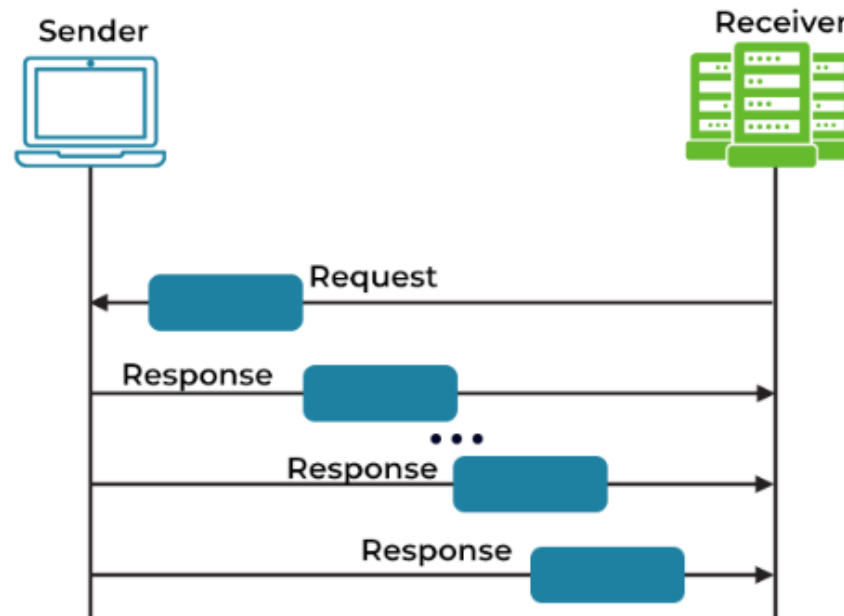 Sender
Receiver
Request
Response
Response
Response